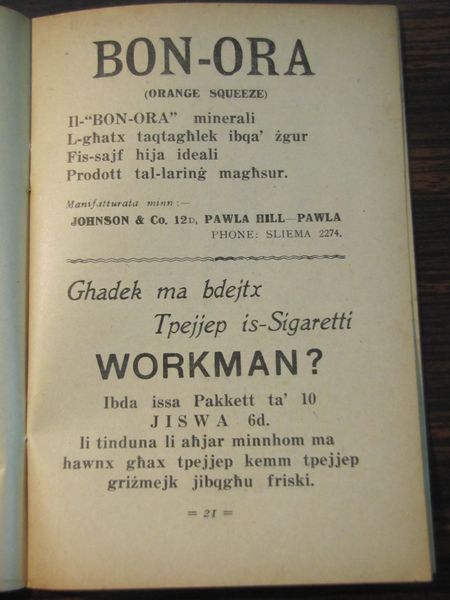 BON-ORA
(ORANGE SQUEEZE)
Il-“BON-ORA” minerali
L-għatx taqtagħlek ibqa’ żgur
Fis-sajf hija ideali
Prodott tal-laring magħsur.
Manifatturata minn :—
JOHNSON & Co. 12D, PAWLA HILL—PAWLA
PHONE: SLIEMA 2274.
Ghadek ma bdejtx
Tpejjep is-Sigaretti
WORKMAN?
Ibda issa Pakkett ta’ 10
JISWA 6d.
li tinduna li aħjar minnhom ma
hawnx għax tpejjep kemm tpejjep
griżmejk jibqgħu friski.
= 21 =